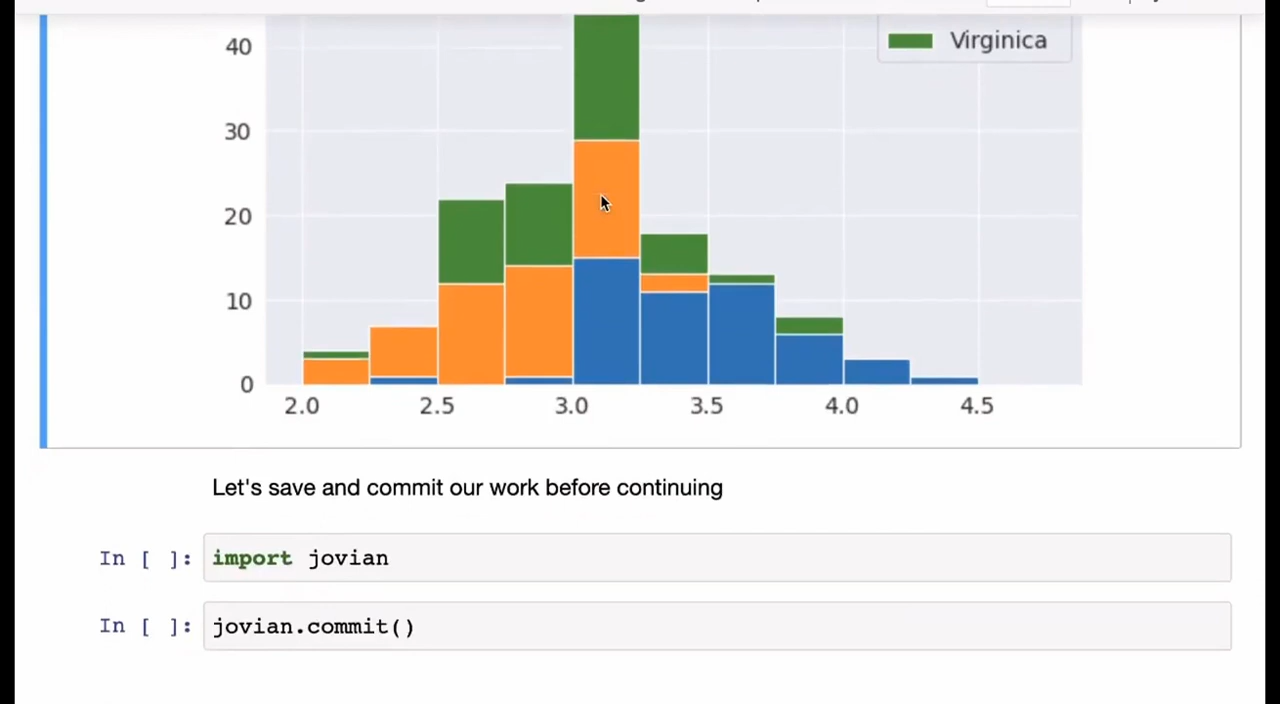 40
Virginica
30
20
10
0
2.0 2.5 3.0 3.5 4.0 4.5
Let's save and commit our work before continuing
In [ ]: import jovian
In [ ]: jovian.commit()